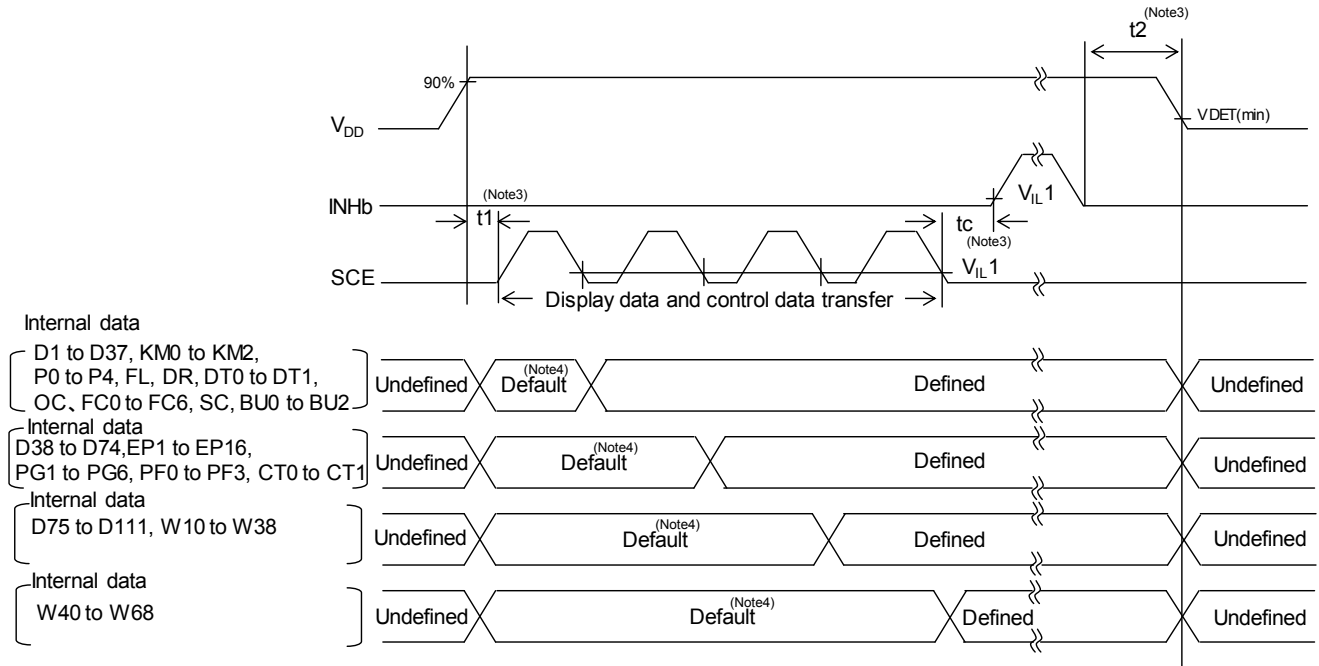 (Note3)
t2
90%
VDD
VDET(min)
(Note3)
INHb
t1
VIL1
tc
(Note3)
SCE
VIL1
Display data and control data transfer
Internal data
D1 to D37, KM0 to KM2,
P0 to P4, FL, DR, DT0 to DT1,
OC、FC0 to FC6, SC, BU0 to BU2
Undefined
Default
(Note4)
Defined
Undefined
Internal data
D38 to D74,EP1 to EP16,
PG1 to PG6, PF0 to PF3, CT0 to CT1
Undefined
Default
(Note4)
Defined
Undefined
Internal data
D75 to D111, W10 to W38
Undefined
Default
(Note4)
Defined
Undefined
Internal data
W40 to W68
Undefined
Default
(Note4)
Defined
Undefined